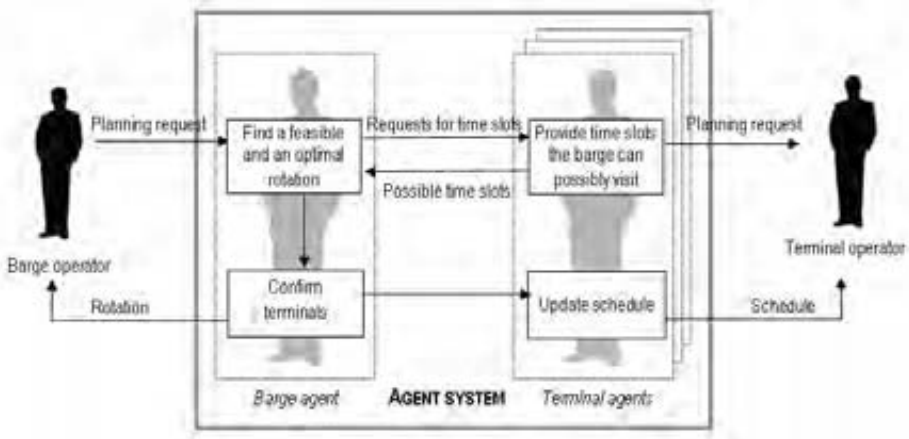 Planning request
Find a feasible
and an optimal
rotation
Requests for time slots
Possible time slots
Provide time slots
the barge can
possibly visit
Planning request
Barge operator
Terminal operator
Rotation
Confirm
terminals
Update schedule
Schedule
Barge agent
AGENT SYSTEM
Terminal agents